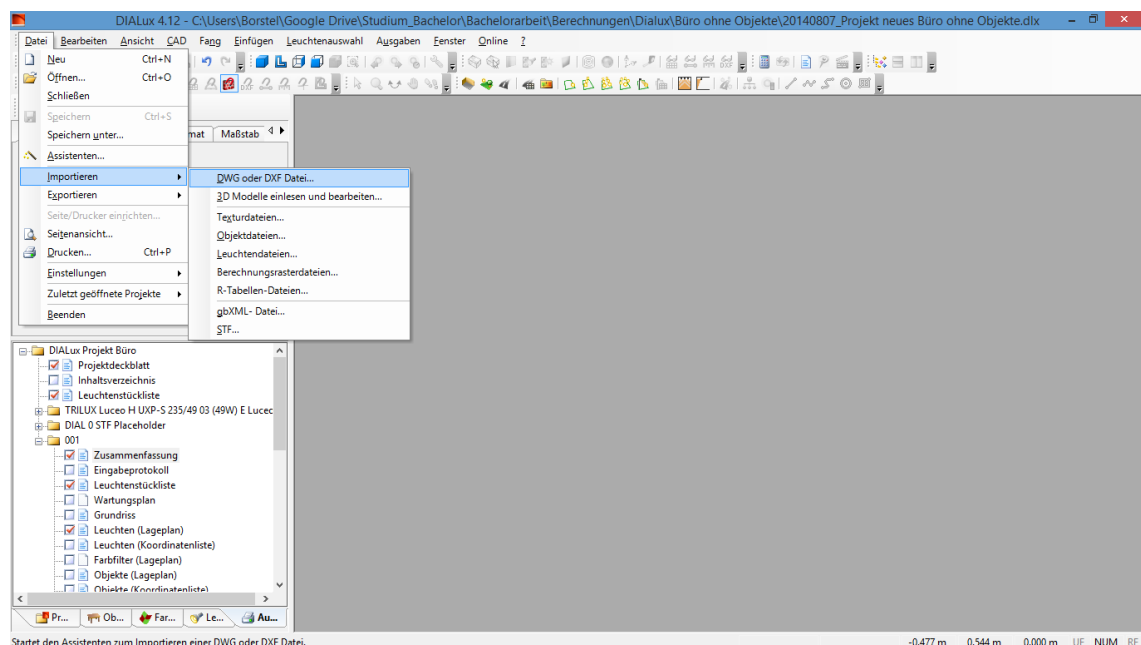 DIALux 4.12 - C:\Users\Borstel\Google Drive\Studium_Bachelor\Bachelorarbeit\Berechnungen\Dialux\Büro ohne Objekte\20140807_Projekt neues Büro ohne Objekte.dlx
Datei Bearbeiten Ansicht CAD Fang Einfügen Leuchtenauswahl Ausgaben Fenster Online ?
Neu Ctrl+N
Öffnen... Ctrl+O
Schließen
Speichern Ctrl+S
Speichern unter...
mat Maßstab
Assistenten...
Importieren
DWG oder DXF Datei...
Exportieren
3D Modelle einlesen und bearbeiten...
Seite/Drucker einrichten...
Texturdateien...
Seitenansicht...
Objektdateien...
Drucken... Ctrl+P
Leuchtendateien...
Einstellungen
Berechnungsrasterdateien...
Zuletzt geöffnete Projekte
R-Tabellen-Dateien...
Beenden
gbXML- Datei...
STF...
DIALux Projekt Büro
Projektdeckblatt
Inhaltsverzeichnis
Leuchtenstückliste
TRILUX Luceo H UXP-S 235/49 03 (49W) E Lucec
DIAL 0 STF Placeholder
001
Zusammenfassung
Eingabeprotokoll
Leuchtenstückliste
Wartungsplan
Grundriss
Leuchten (Lageplan)
Leuchten (Koordinatenliste)
Farbfilter (Lageplan)
Objekte (Lageplan)
Objekte (Koordinatenliste)
Pr... Ob... Far... Le... Au...
Startet den Assistenten zum Importieren einer DWG oder DXF Datei. -0.477 m 0.544 m 0.000 m UF NUM RF